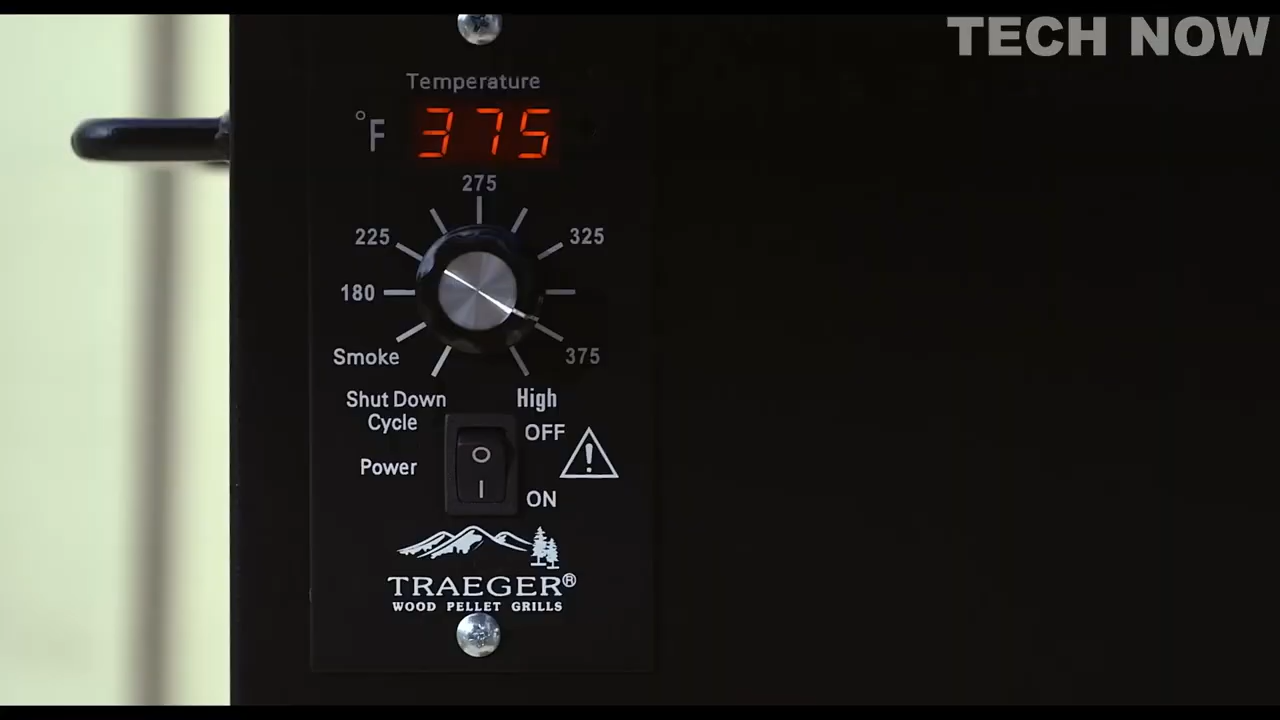 TECH NOW
Temperature
°F 375
275
225
325
180
Smoke
375
Shut Down
Cycle
High
OFF
Power
ON
TRAEGER®
WOOD PELLET GRILLS